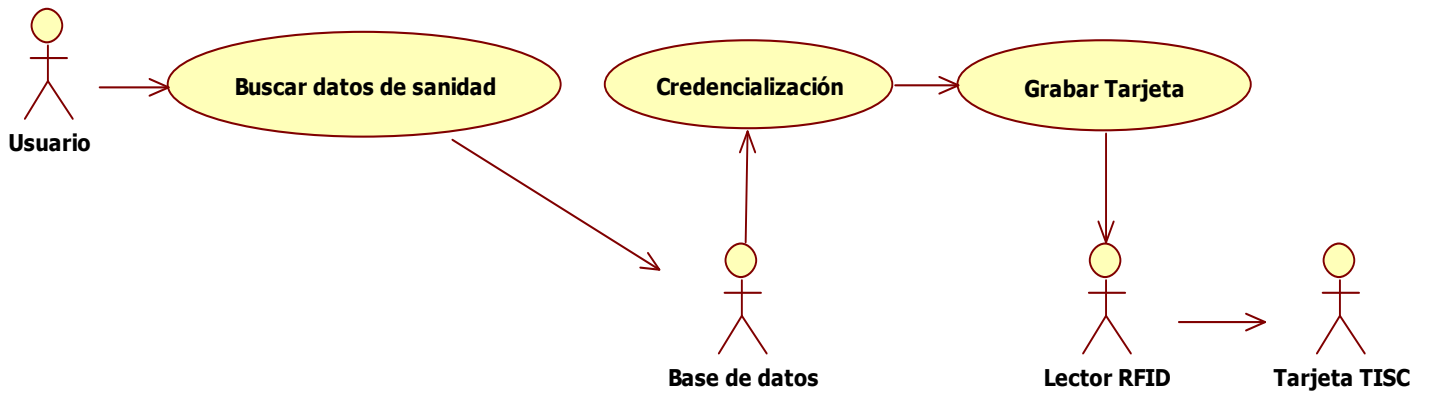 Buscar datos de sanidad
Credencialización
Grabar Tarjeta
Usuario
Base de datos
Lector RFID
Tarjeta TISC